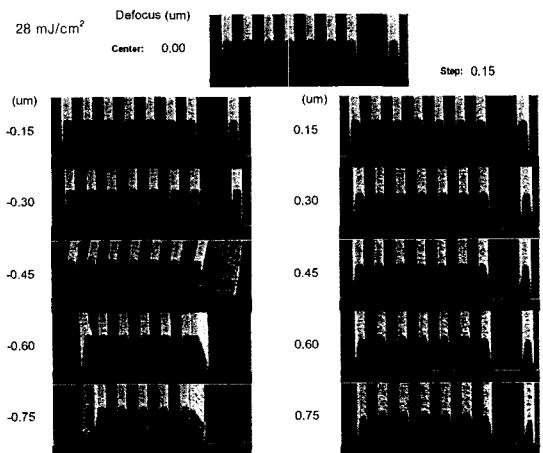 28 mJ/cm²
Defocus (um)
Center: 0.00
Step: 0.15
(um)
-0.15
-0.30
-0.45
-0.60
-0.75
(um)
0.15
0.30
0.45
0.60
0.75